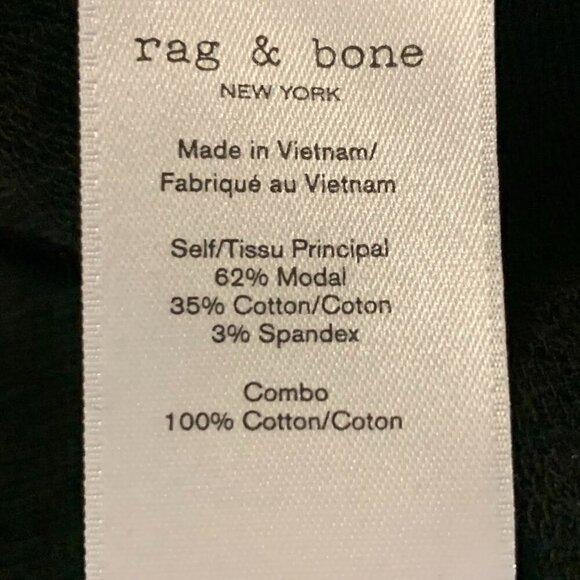 rag & bone
NEW YORK
Made in Vietnam/
Fabriqué au Vietnam
Self/Tissu Principal
62% Modal
35% Cotton/Coton
3% Spandex
Combo
100% Cotton/Coton